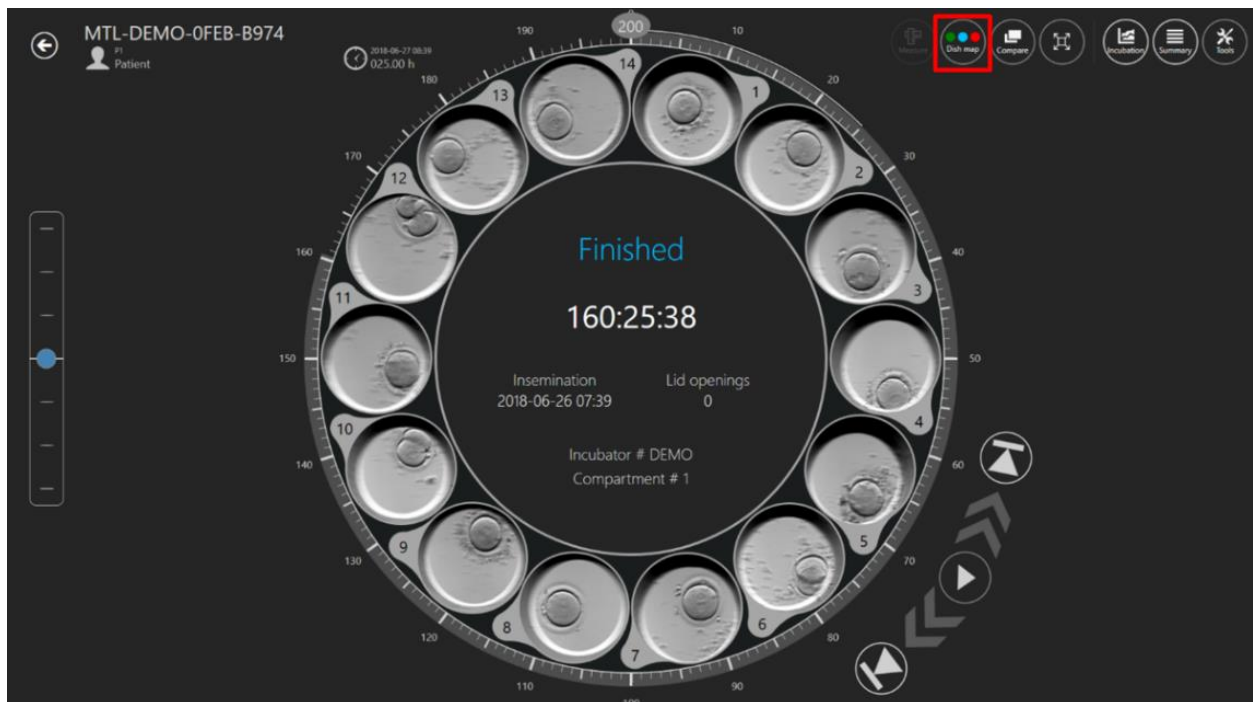 MTL-DEMO-0FEB-B974
P1
Patient
2018-06-27 08:39
025.00 h
Measure
Dish map
Compare
Incubation
Summary
Tools
200
10
20
30
40
50
60
70
80
90
100
110
120
130
140
150
160
170
180
190
1
2
3
4
5
6
7
8
9
10
11
12
13
14
Finished
160:25:38
Insemination
2018-06-26 07:39
Lid openings
0
Incubator # DEMO
Compartment # 1